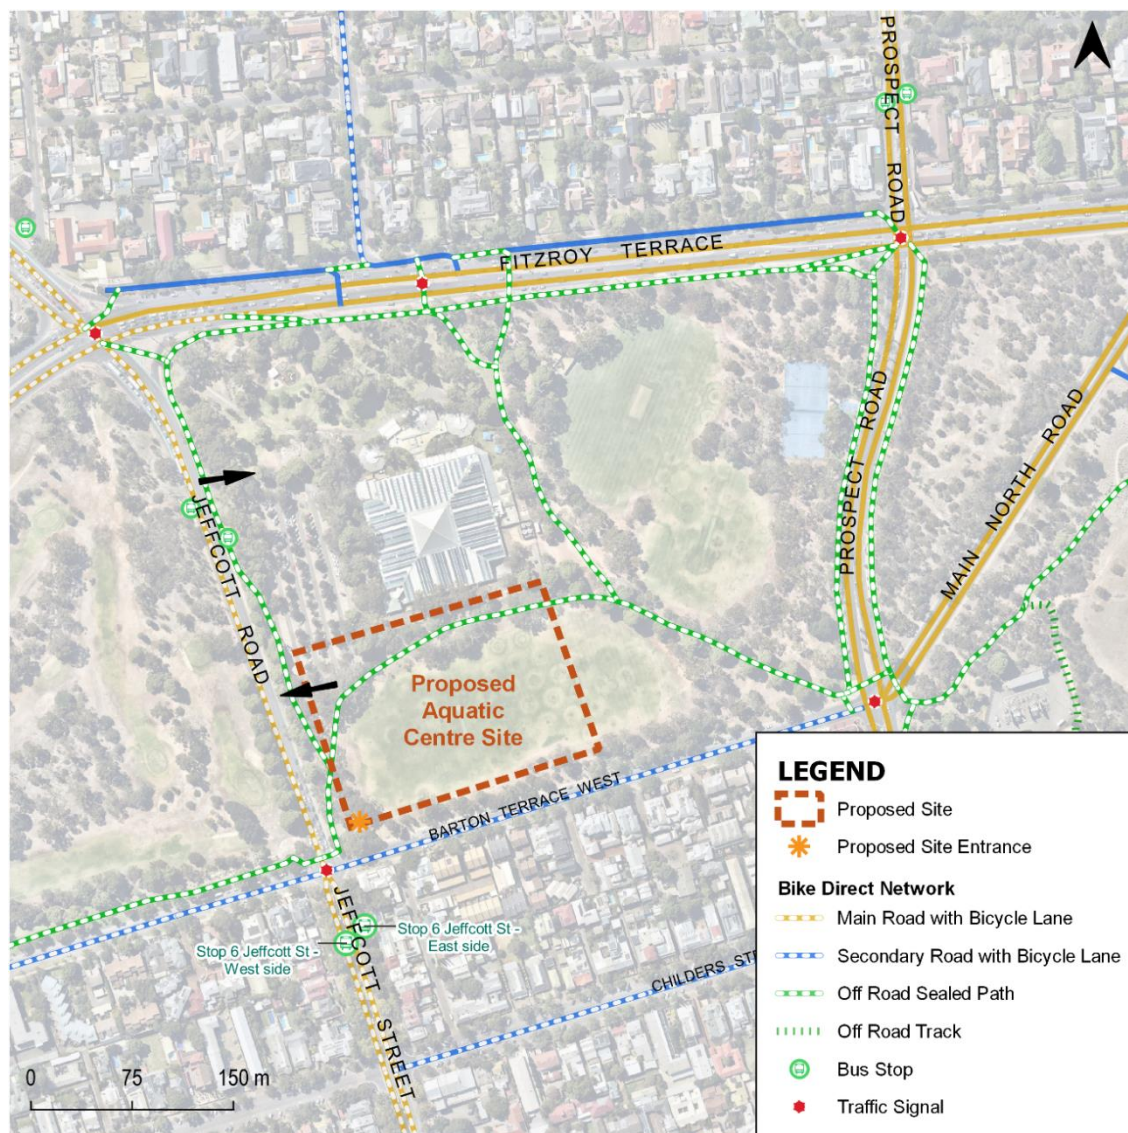 PROSPECT ROAD
FITZROY TERRACE
JEFFCOTT ROAD
PROSPECT ROAD
MAIN NORTH ROAD
Proposed
Aquatic
Centre Site
BARTON TERRACE WEST
JEFFCOTT STREET
Stop 6 Jeffcott St -
East side
Stop 6 Jeffcott St -
West side
CHILDERS STR
LEGEND
Proposed Site
Proposed Site Entrance
Bike Direct Network
Main Road with Bicycle Lane
Secondary Road with Bicycle Lane
Off Road Sealed Path
Off Road Track
Bus Stop
Traffic Signal
0 75 150 m